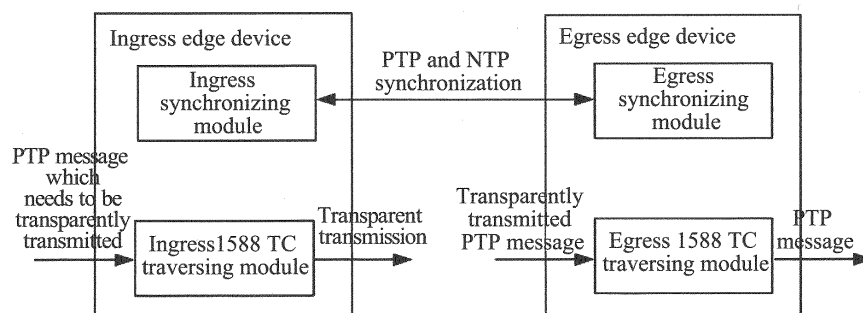 Ingress edge device
Ingress
synchronizing
module
PTP and NTP
synchronization
Egress edge device
Egress
synchronizing
module
PTP message
which
needs to be
transparently
transmitted
Ingress1588 TC
traversing module
Transparent
transmission
Transparently
transmitted
PTP message
Egress 1588 TC
traversing module
PTP
message